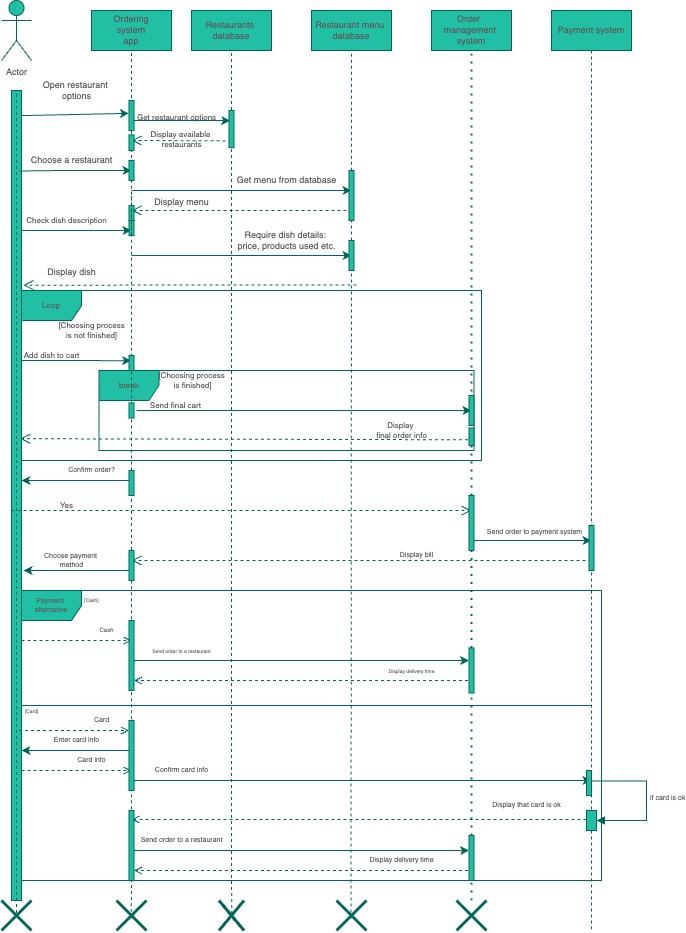 Ordering
system
app
Restaurants
database
Restaurant menu
database
Order
management
system
Payment system
Actor
Open restaurant
options
Get restaurant options
Display available
restaurants
Choose a restaurant
Get menu from database
Display menu
Check dish description
Require dish details:
price, products used etc.
Display dish
Loop
[Choosing process
is not finished]
Add dish to cart
break
[Choosing process
is finished]
Send final cart
Display
final order info
Confirm order?
Yes
Send order to payment system
Display bill
Choose payment
method
Payment
alternative
[Cash]
Cash
Send order to a restaurant
Display delivery time
[Card]
Card
Enter card info
Card info
Confirm card info
if card is ok
Display that card is ok
Send order to a restaurant
Display delivery time